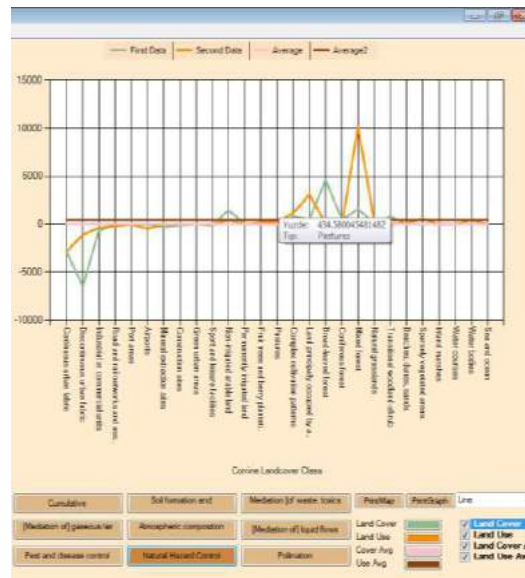 First Data Second Data Average Average2
15000
10000
5000
0
-5000
-10000
Yuzde: 434.580045481482
Tip: Pastures
Continuous urban fabric
Discontinuous urban fabric
Industrial or commercial units
Road and rail networks and ass...
Port areas
Airports
Mineral extraction sites
Construction sites
Green urban areas
Sport and leisure facilities
Non-irrigated arable land
Permanently irrigated land
Fruit trees and berry plantati...
Pastures
Complex cultivation patterns
Land principally occupied by a...
Broad-leaved forest
Coniferous forest
Mixed forest
Natural grasslands
Transitional woodland shrub
Beaches, dunes, sands
Sparsely vegetated areas
Inland marshes
Water courses
Water bodies
Sea and ocean
Corine Landcover Class
Cumulative Soil formation and Mediation [of waste, toxics PrintMap PrintGraph Line
[Mediation of] gaseous/air Atmospheric composition [Mediation of] liquid flows
Pest and disease control Natural Hazard Control Pollination
Land Cover
Land Use
Cover Avg
Use Avg
Land Cover
Land Use
Land Cover A
Land Use Av